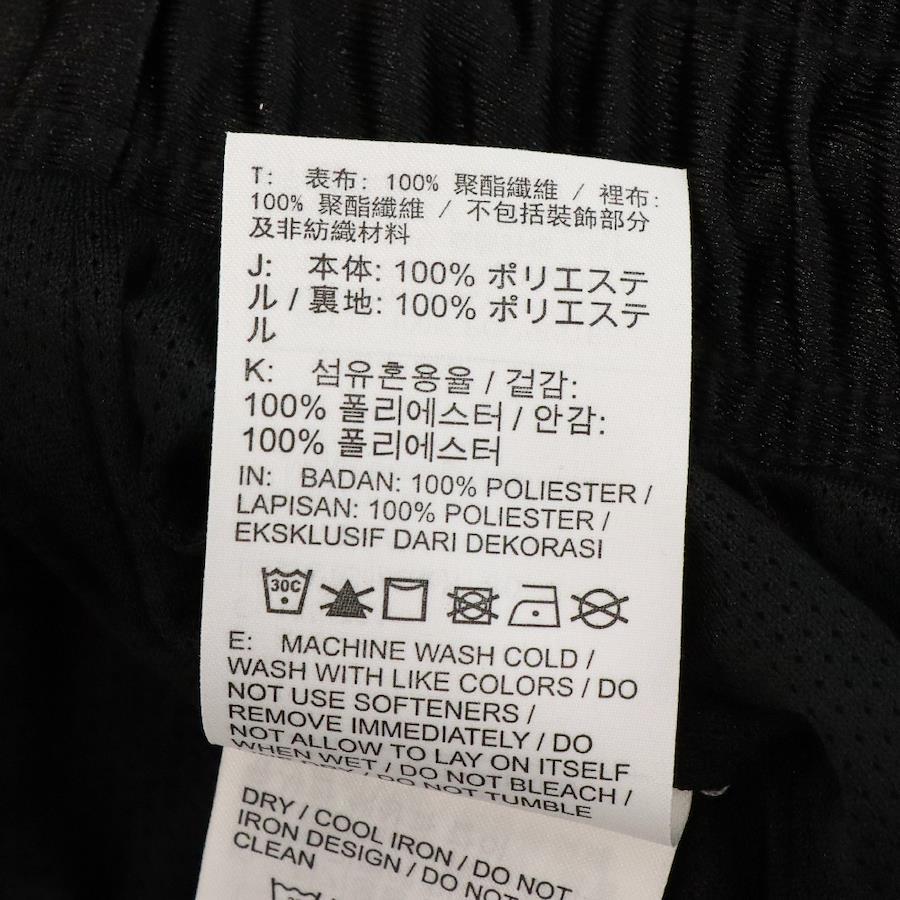 T: 表布: 100% 聚酯纖維 / 裡布:
100% 聚酯纖維 / 不包括裝飾部分
及非紡織材料
J: 本体: 100% ポリエステ
ル / 裏地: 100% ポリエステ
ル
K: 섬유혼용율 / 겉감:
100% 폴리에스터 / 안감:
100% 폴리에스터
IN: BADAN: 100% POLIESTER /
LAPISAN: 100% POLIESTER /
EKSKLUSIF DARI DEKORASI
30C
E: MACHINE WASH COLD /
WASH WITH LIKE COLORS / DO
NOT USE SOFTENERS /
REMOVE IMMEDIATELY / DO
NOT ALLOW TO LAY ON ITSELF
WHEN WET / DO NOT BLEACH /
DO NOT TUMBLE
DRY / COOL IRON / DO NOT
IRON DESIGN / DO NOT
CLEAN